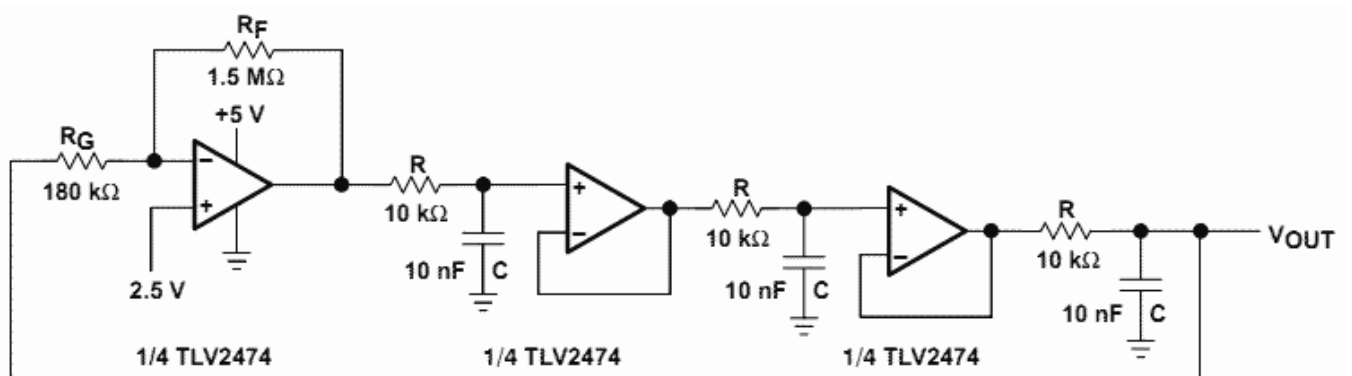 RF
1.5 MΩ
+5 V
RG
180 kΩ
2.5 V
R
10 kΩ
10 nF C
R
10 kΩ
10 nF C
R
10 kΩ
10 nF C
VOUT
−
+
+
−
+
−
1/4 TLV2474
1/4 TLV2474
1/4 TLV2474